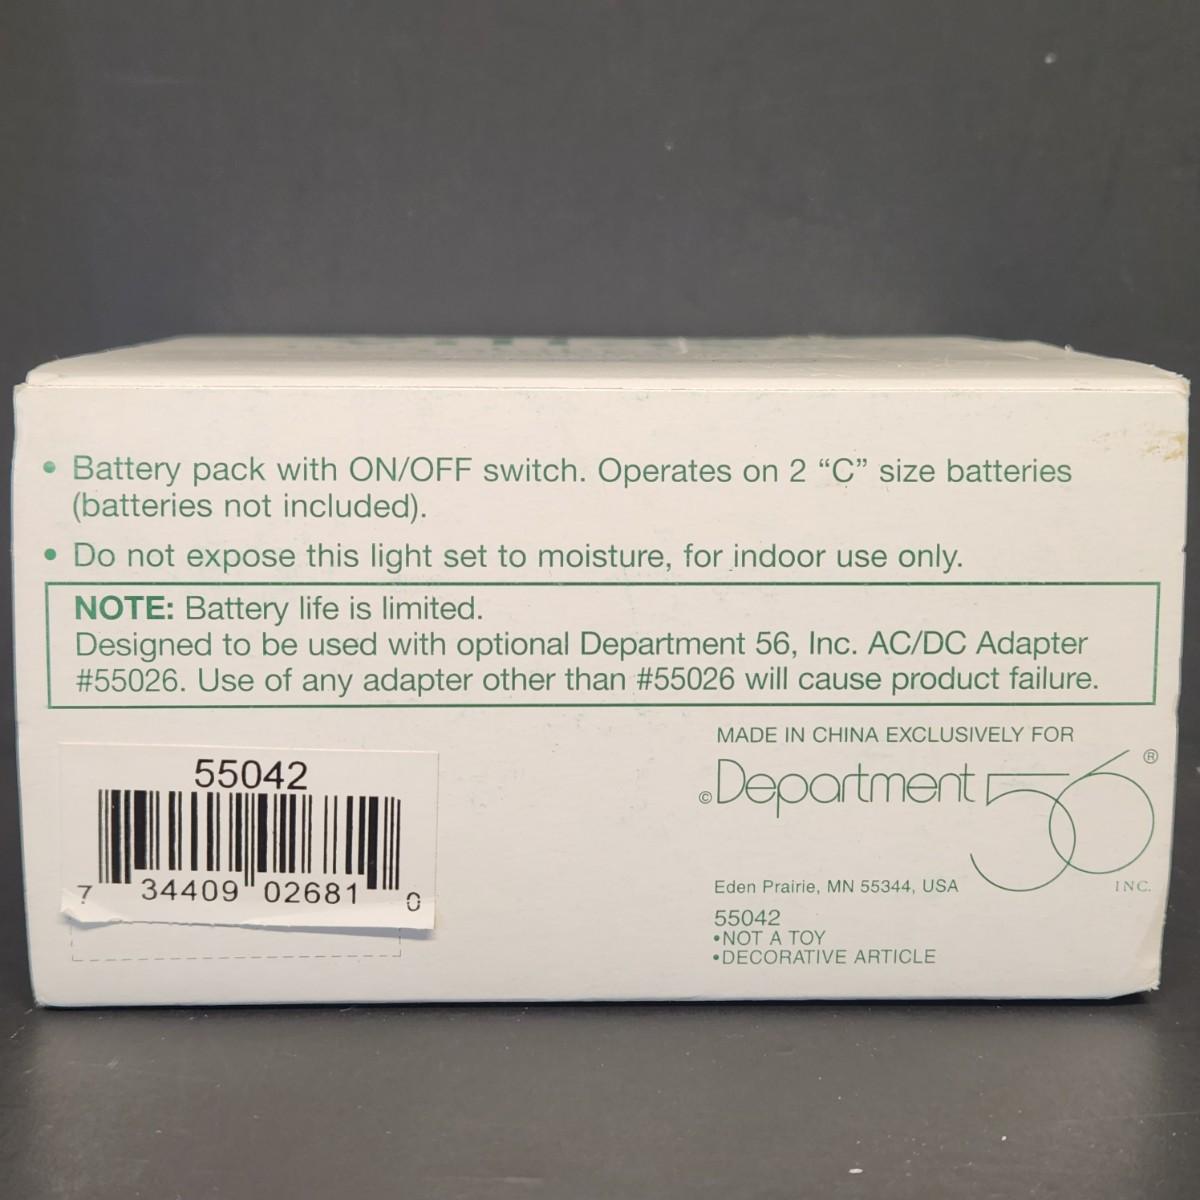 • Battery pack with ON/OFF switch. Operates on 2 “C” size batteries
(batteries not included).
• Do not expose this light set to moisture, for indoor use only.
NOTE: Battery life is limited.
Designed to be used with optional Department 56, Inc. AC/DC Adapter
#55026. Use of any adapter other than #55026 will cause product failure.
55042
7 34409 02681 0
MADE IN CHINA EXCLUSIVELY FOR
© Department 56 ®
INC.
Eden Prairie, MN 55344, USA
55042
•NOT A TOY
•DECORATIVE ARTICLE